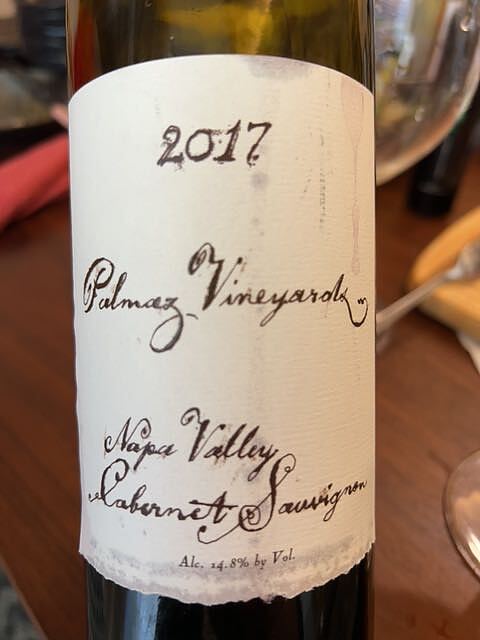 2017
Palmaz Vineyards
Napa Valley
Cabernet Sauvignon
Alc. 14.8% by Vol.